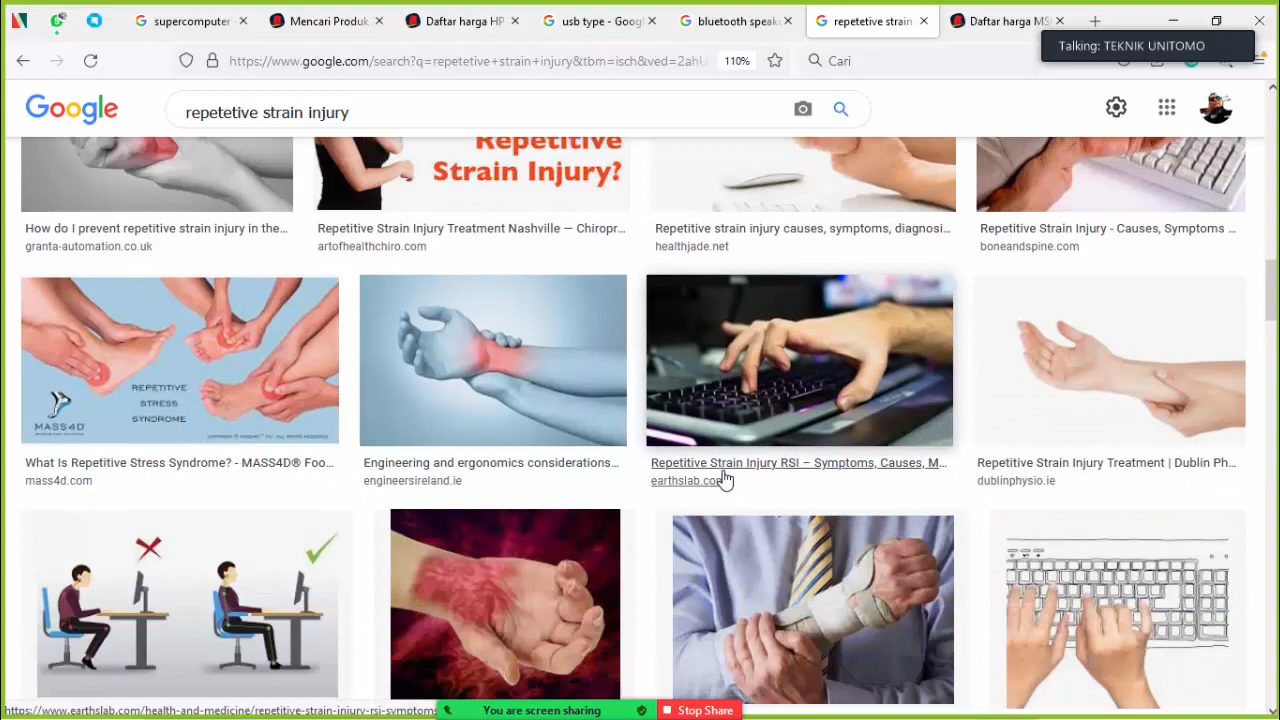 supercomputer -
Mencari Produk
Daftar harga HP
usb type - Goog
bluetooth speak
repetetive strain
Daftar harga MS
Talking: TEKNIK UNITOMO
https://www.google.com/search?q=repetetive+strain+injury&tbm=isch&ved=2ahU
110%
Cari
Google
repetetive strain injury
Repetitive
Strain Injury?
How do I prevent repetitive strain injury in the...
Repetitive Strain Injury Treatment Nashville — Chiropr...
Repetitive strain injury causes, symptoms, diagnosi...
Repetitive Strain Injury - Causes, Symptoms ...
granta-automation.co.uk
artofhealthchiro.com
healthjade.net
boneandspine.com
REPETITIVE
STRESS
SYNDROME
MASS4D
What Is Repetitive Stress Syndrome? - MASS4D® Foo...
Engineering and ergonomics considerations...
Repetitive Strain Injury RSI – Symptoms, Causes, M...
Repetitive Strain Injury Treatment | Dublin Ph...
mass4d.com
engineersireland.ie
earthslab.com
dublinphysio.ie
https://www.earthslab.com/health-and-medicine/repetitive-strain-injury-rsi-symptoms
You are screen sharing
Stop Share